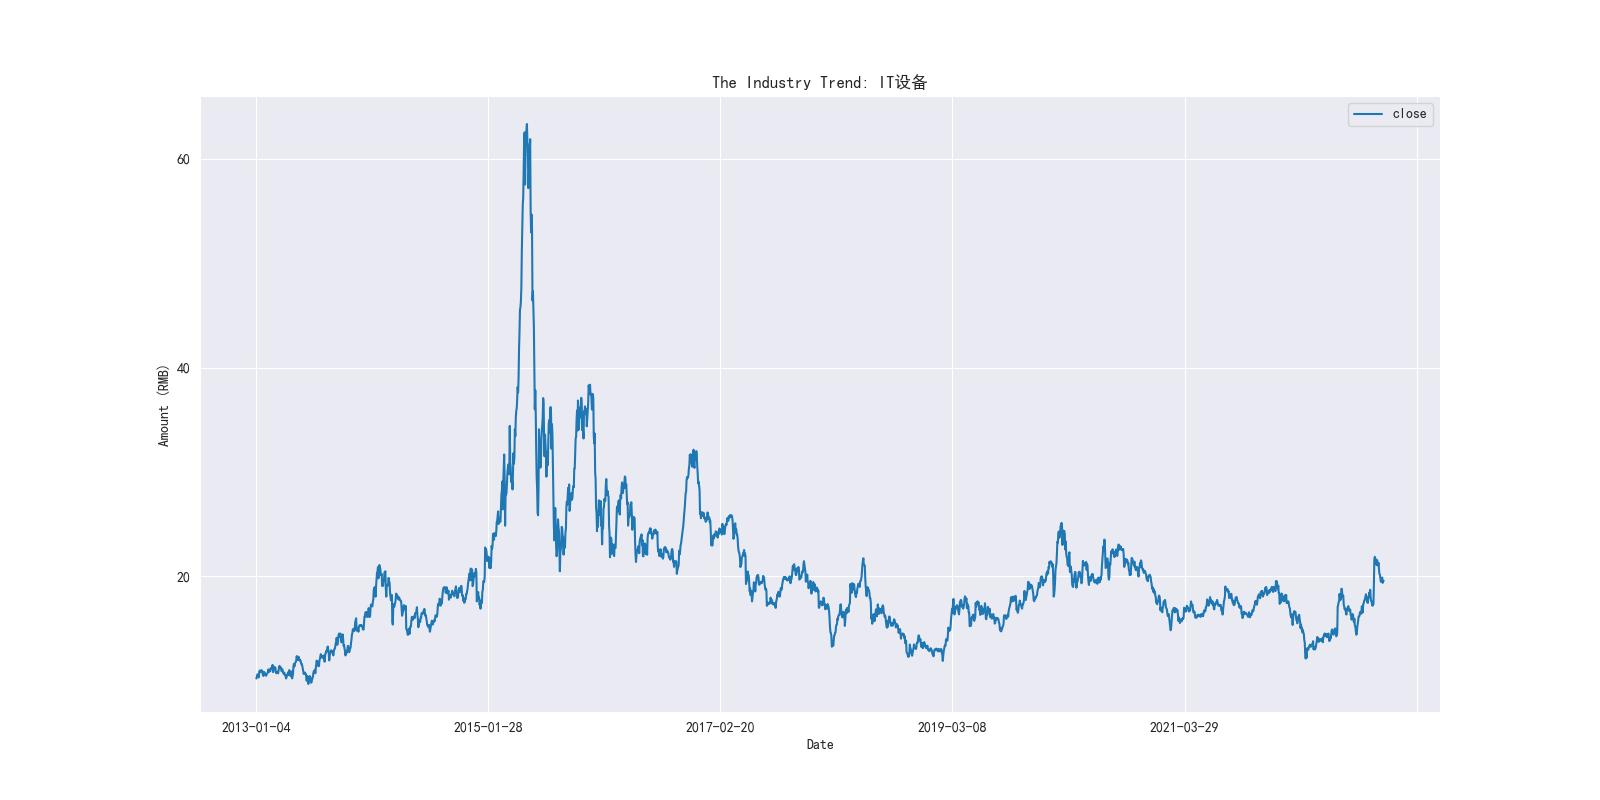 The Industry Trend: IT设备
close
60
40
20
Amount (RMB)
2013-01-04
2015-01-28
2017-02-20
2019-03-08
2021-03-29
Date